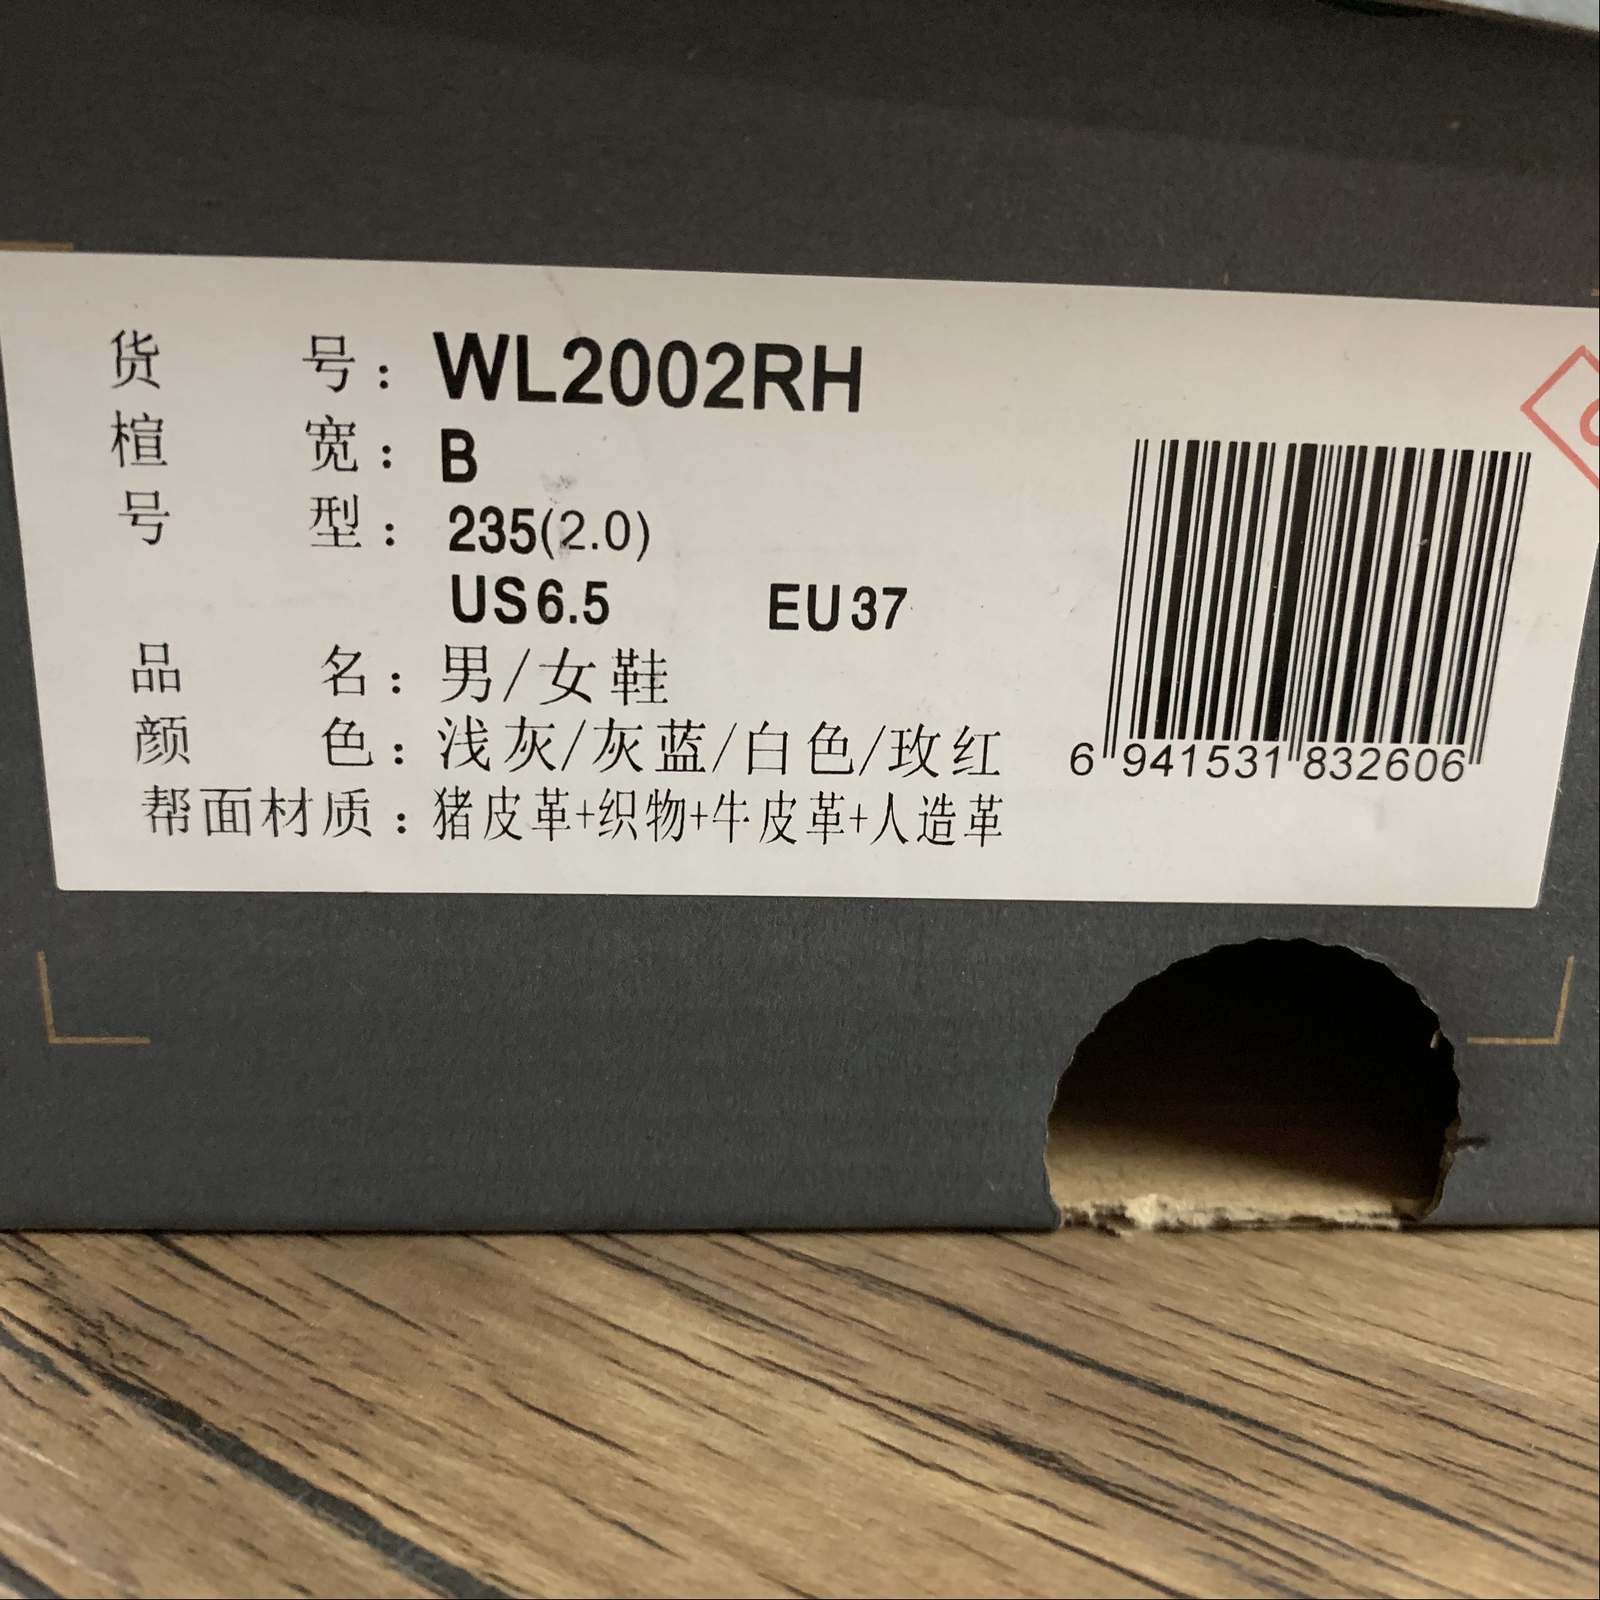 货 号：WL2002RH
楦 宽：B
号 型：235(2.0)
US6.5 EU37
品 名：男/女鞋
颜 色：浅灰/灰蓝/白色/玫红
帮面材质：猪皮革+织物+牛皮革+人造革
6 941531 832606